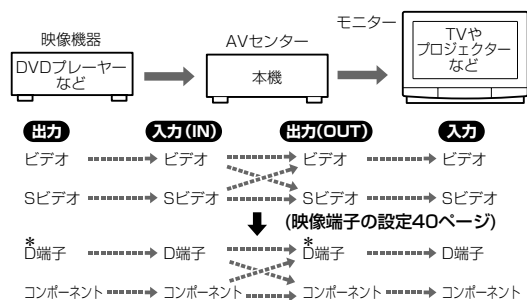 映像機器 AVセンター モニター
DVDプレーヤー
など
本機
TVや
プロジェクター
など
出力 入力(IN) 出力(OUT) 入力
ビデオ ビデオ ビデオ ビデオ
Sビデオ Sビデオ Sビデオ Sビデオ
(映像端子の設定40ページ)
*D端子 D端子 *D端子 D端子
コンポーネント コンポーネント コンポーネント コンポーネント